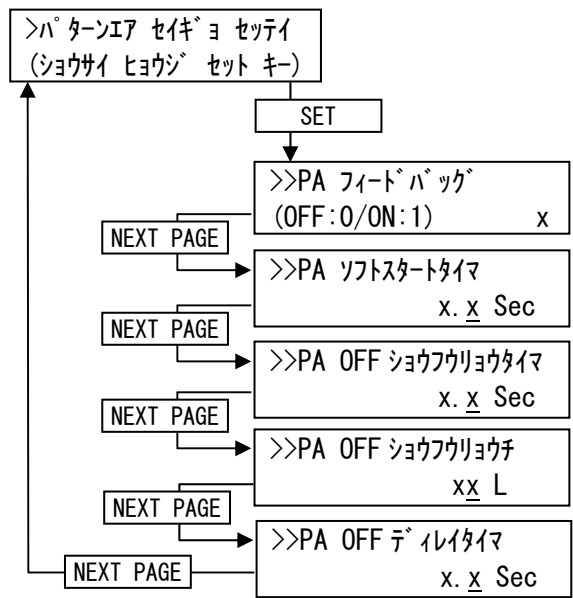 >ﾊﾟﾀｰﾝｴｱ ｾｲｷﾞｮ ｾｯﾃｲ
(ｼｮｳｻｲ ﾋｮｳｼﾞ ｾｯﾄ ｷｰ)
SET
>>PA ﾌｨｰﾄﾞﾊﾞｯｸﾞ
(OFF:0/ON:1) x
NEXT PAGE
>>PA ｿﾌﾄｽﾀｰﾄﾀｲﾏ
x.x Sec
NEXT PAGE
>>PA OFF ｼｮｳﾌｳﾘｮｳﾀｲﾏ
x.x Sec
NEXT PAGE
>>PA OFF ｼｮｳﾌｳﾘｮｳﾁ
xx L
NEXT PAGE
>>PA OFF ﾃﾞｨﾚｲﾀｲﾏ
x.x Sec
NEXT PAGE